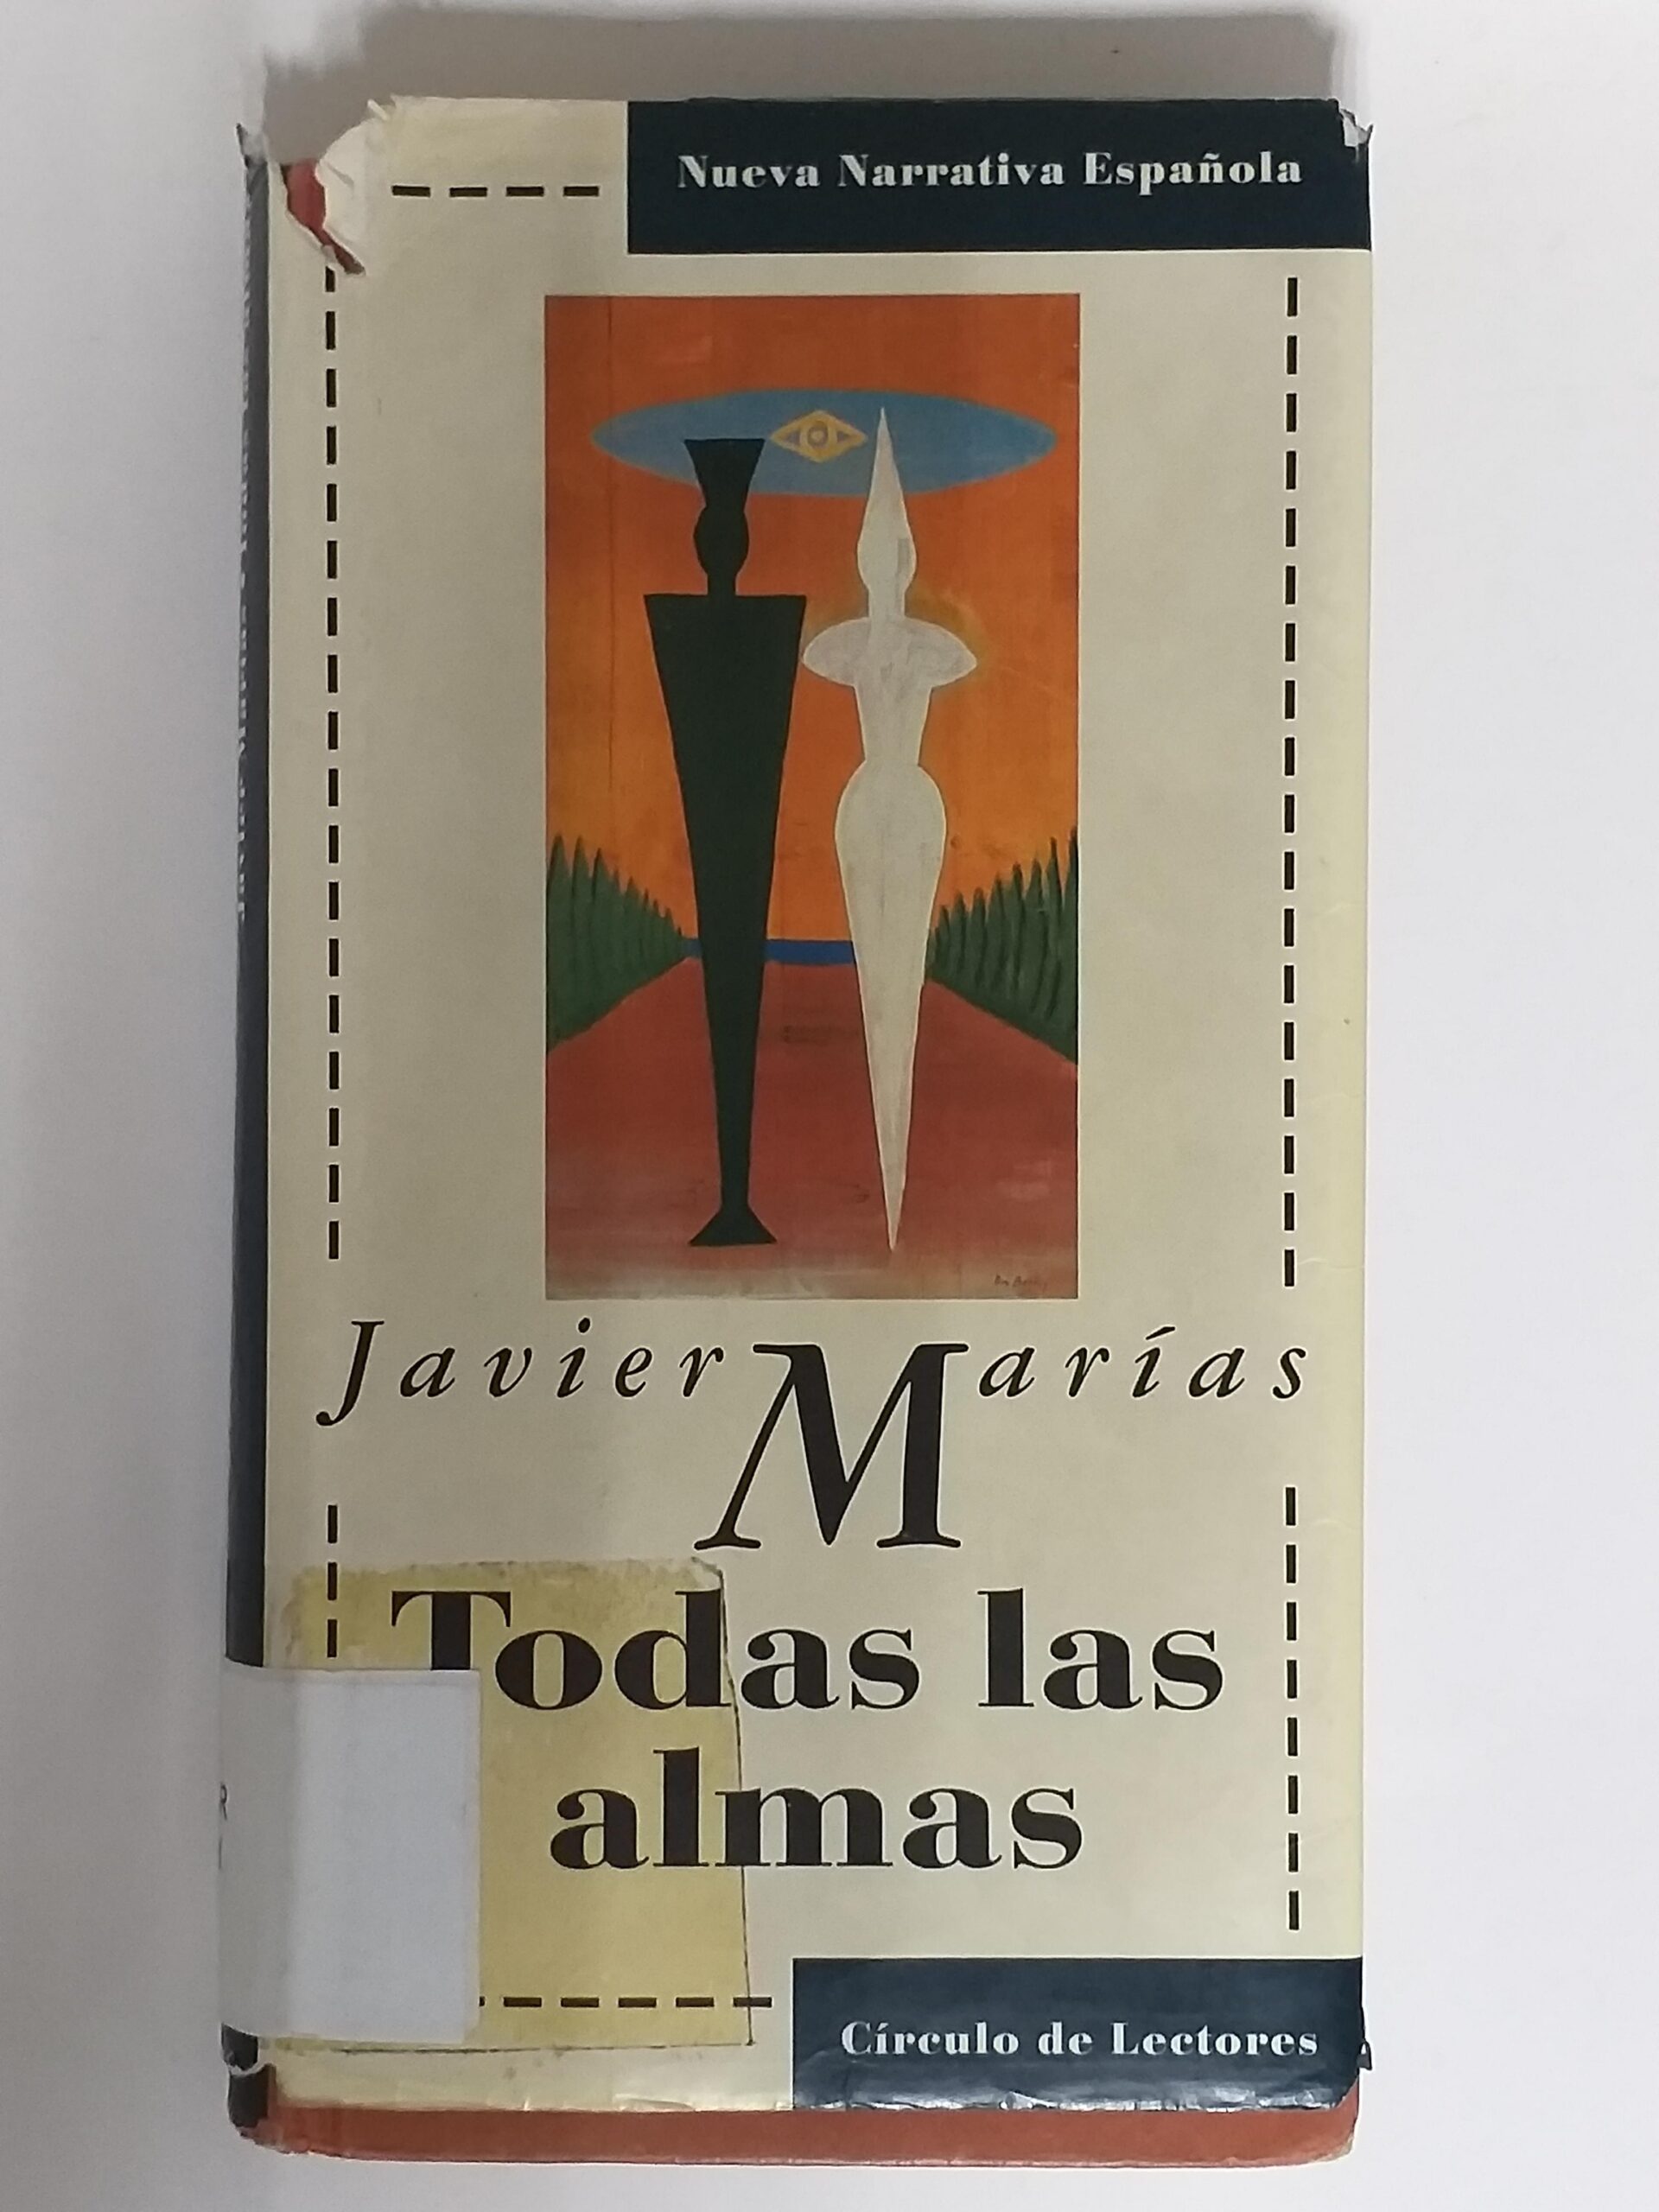 Nueva Narrativa Española
Javier Marías
Todas las
almas
Círculo de Lectores
R